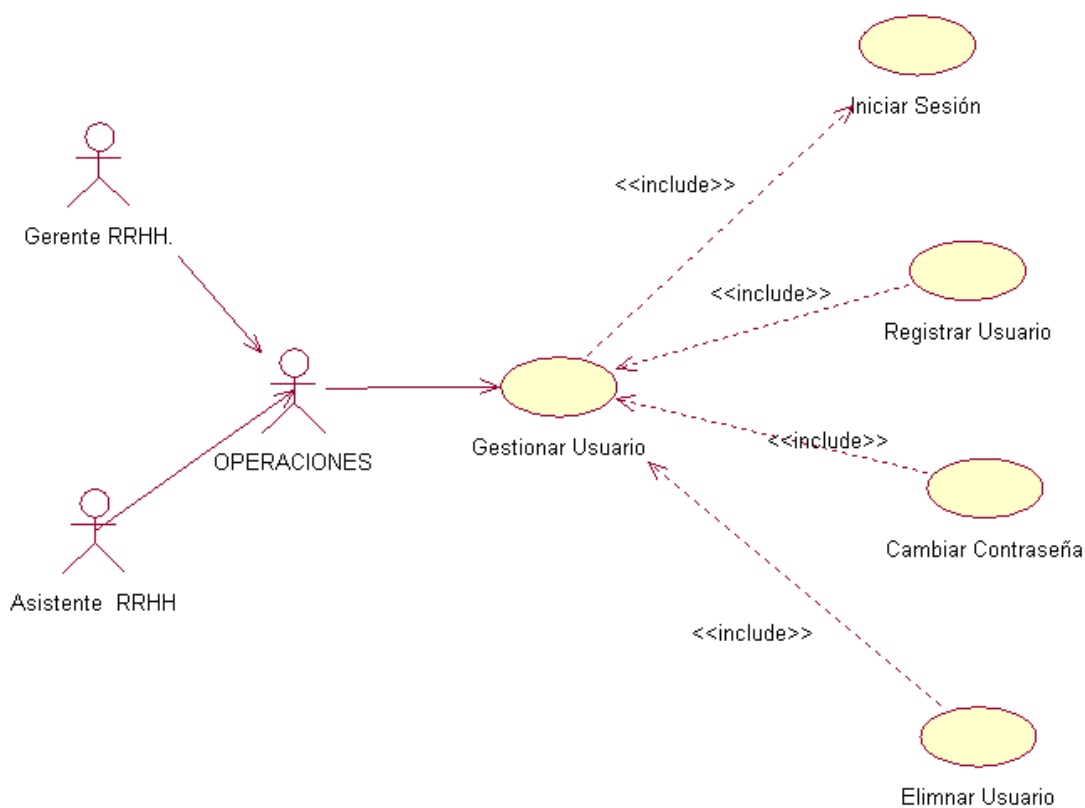 Iniciar Sesión
<<include>>
Gerente RRHH.
<<include>>
Registrar Usuario
OPERACIONES
Gestionar Usuario
<<include>>
Cambiar Contraseña
Asistente  RRHH
<<include>>
Elimnar Usuario